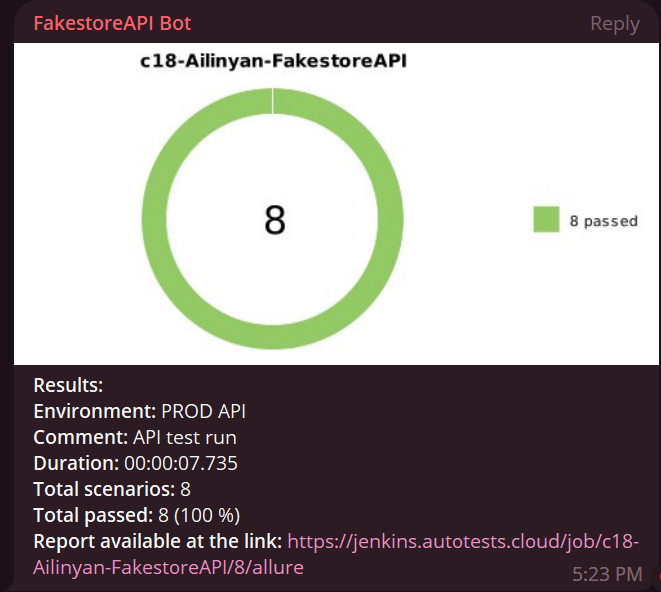 FakestoreAPI Bot
Reply
c18-Ailinyan-FakestoreAPI
8
8 passed
Results:
Environment: PROD API
Comment: API test run
Duration: 00:00:07.735
Total scenarios: 8
Total passed: 8 (100 %)
Report available at the link: https://jenkins.autotests.cloud/job/c18-
Ailinyan-FakestoreAPI/8/allure
5:23 PM